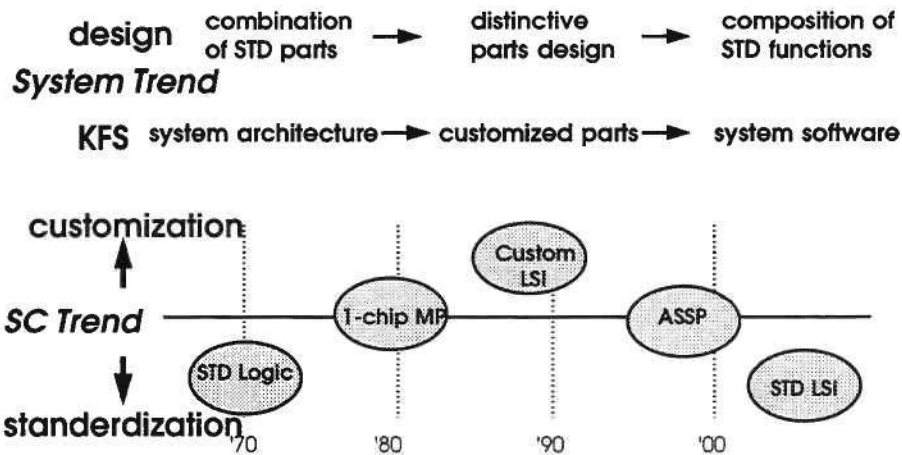 design combination of STD parts → distinctive parts design → composition of STD functions
System Trend
KFS system architecture → customized parts → system software
customization
Custom LSI
SC Trend
1-chip MP
ASSP
STD Logic
STD LSI
standerdization
'70 '80 '90 '00